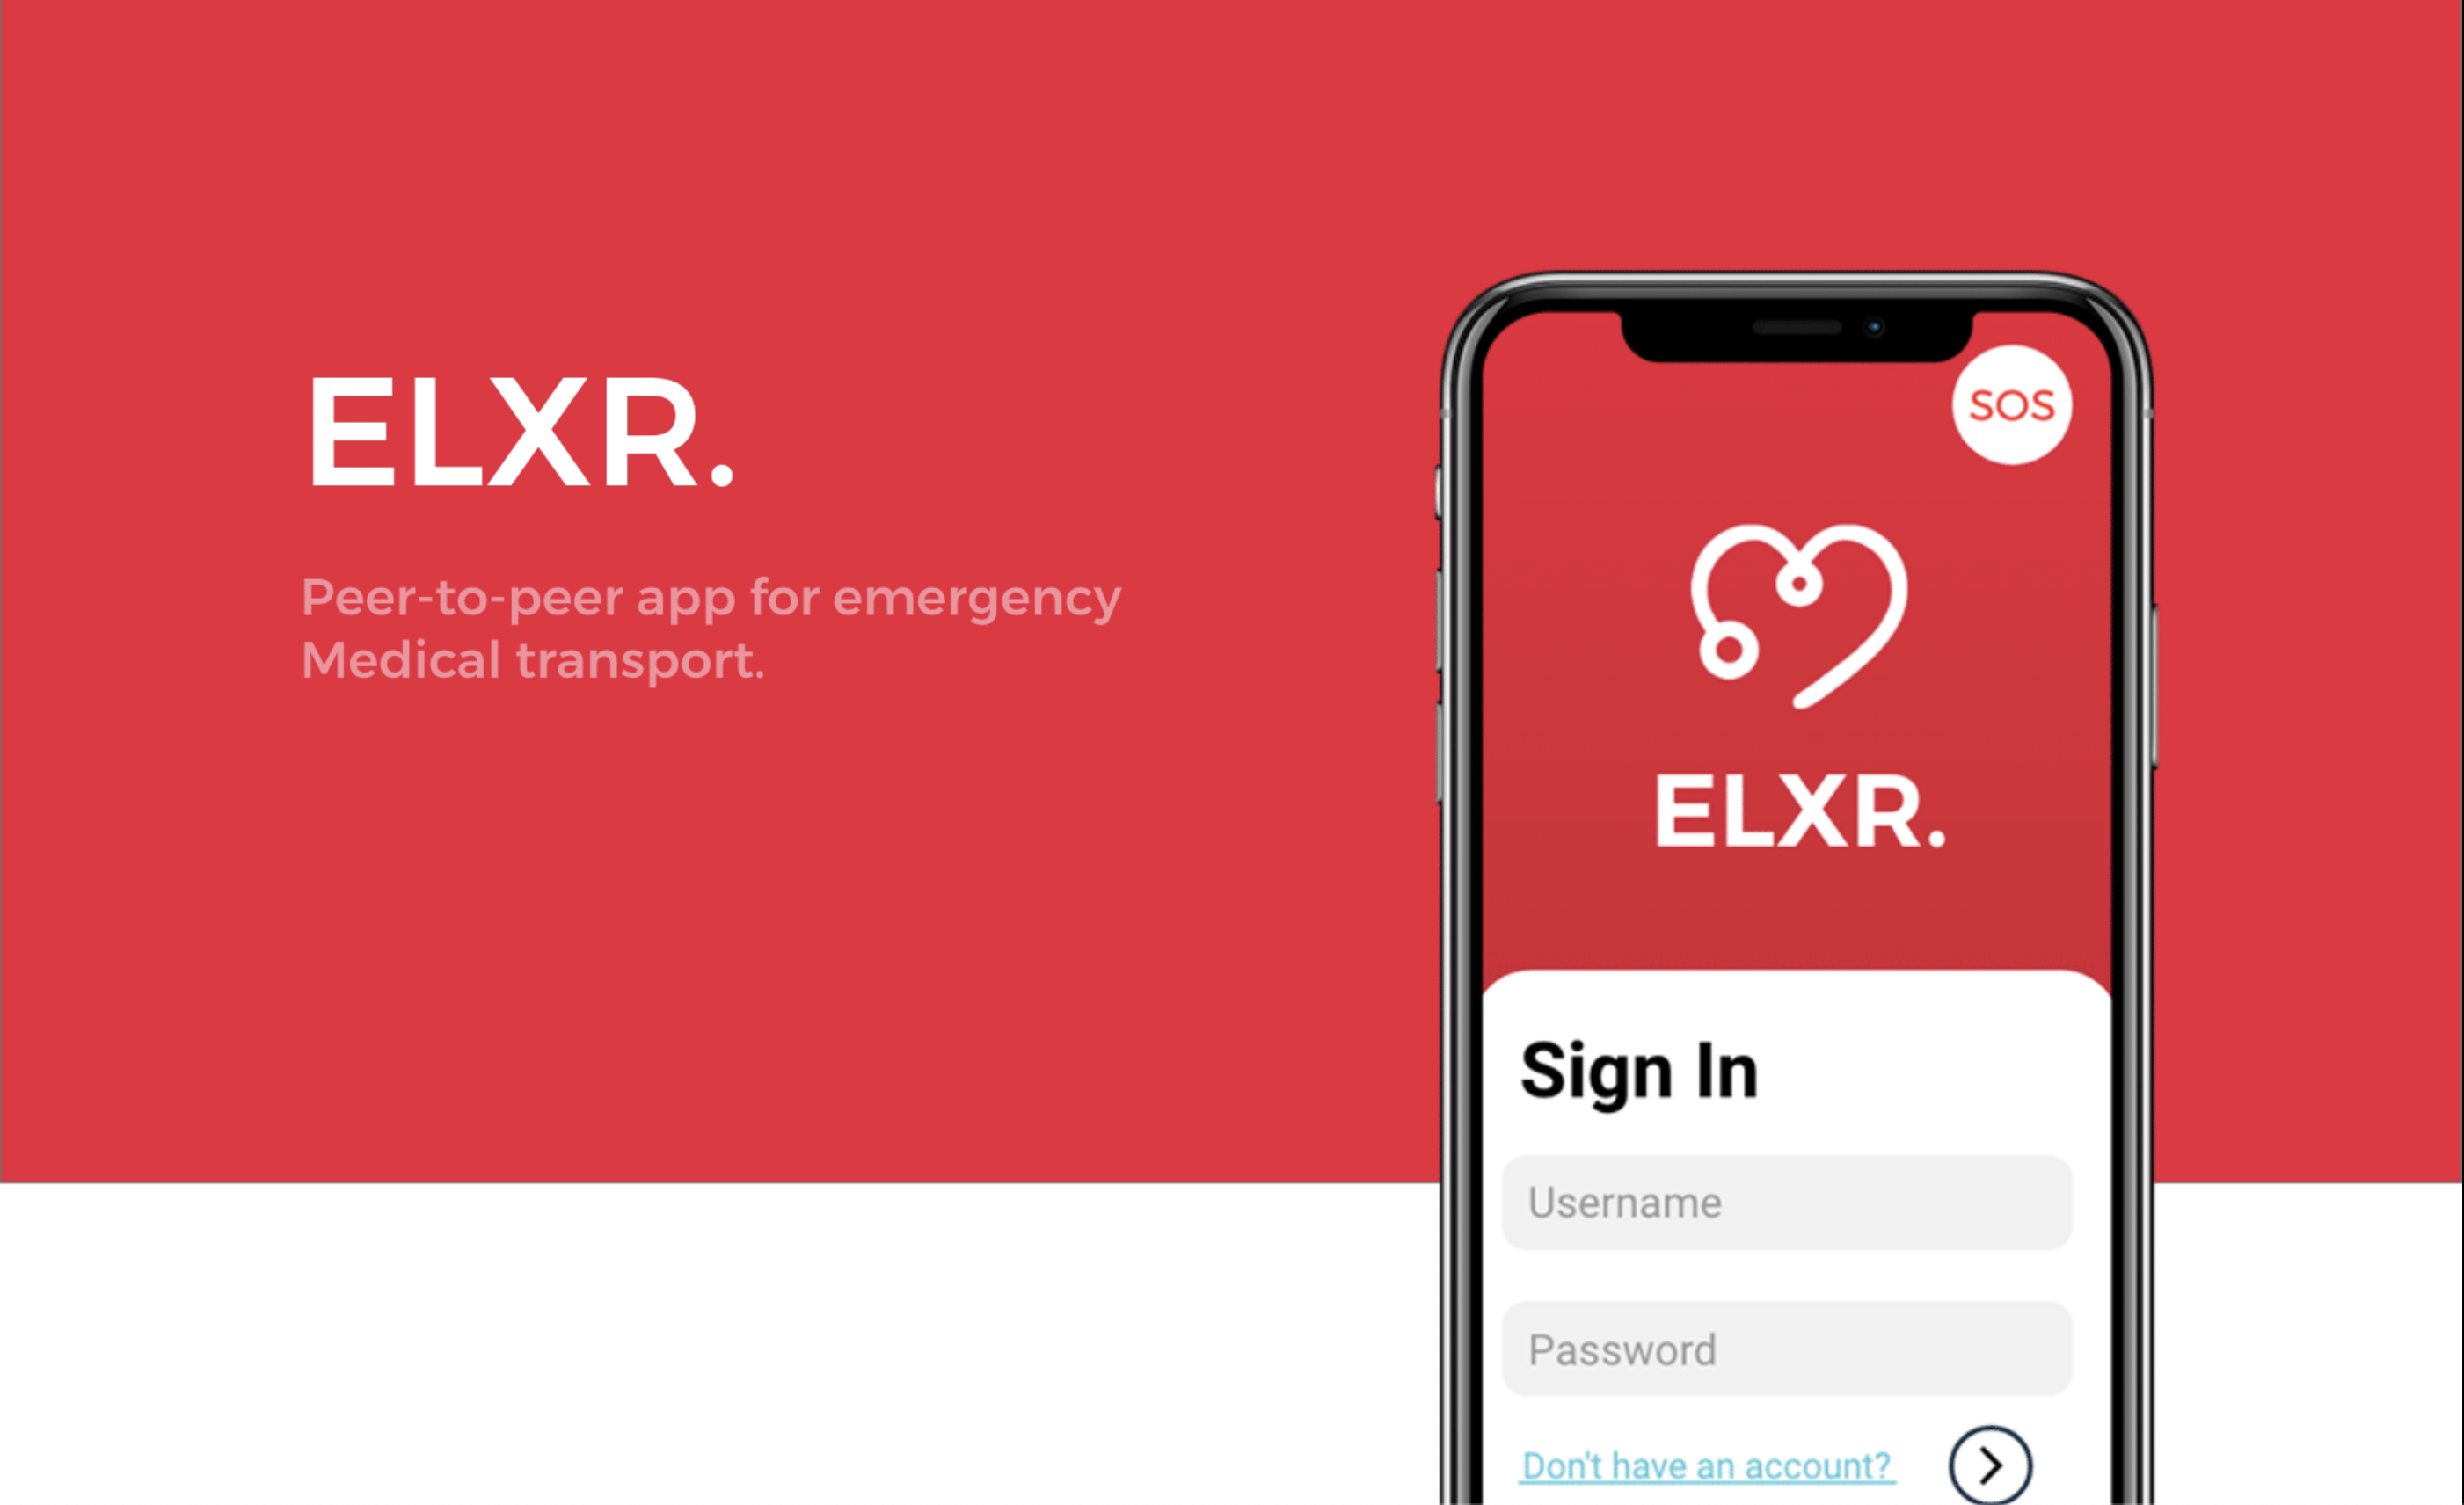 ELXR.
Peer-to-peer app for emergency
Medical transport.
SOS
ELXR.
Sign In
Username
Password
Don't have an account?